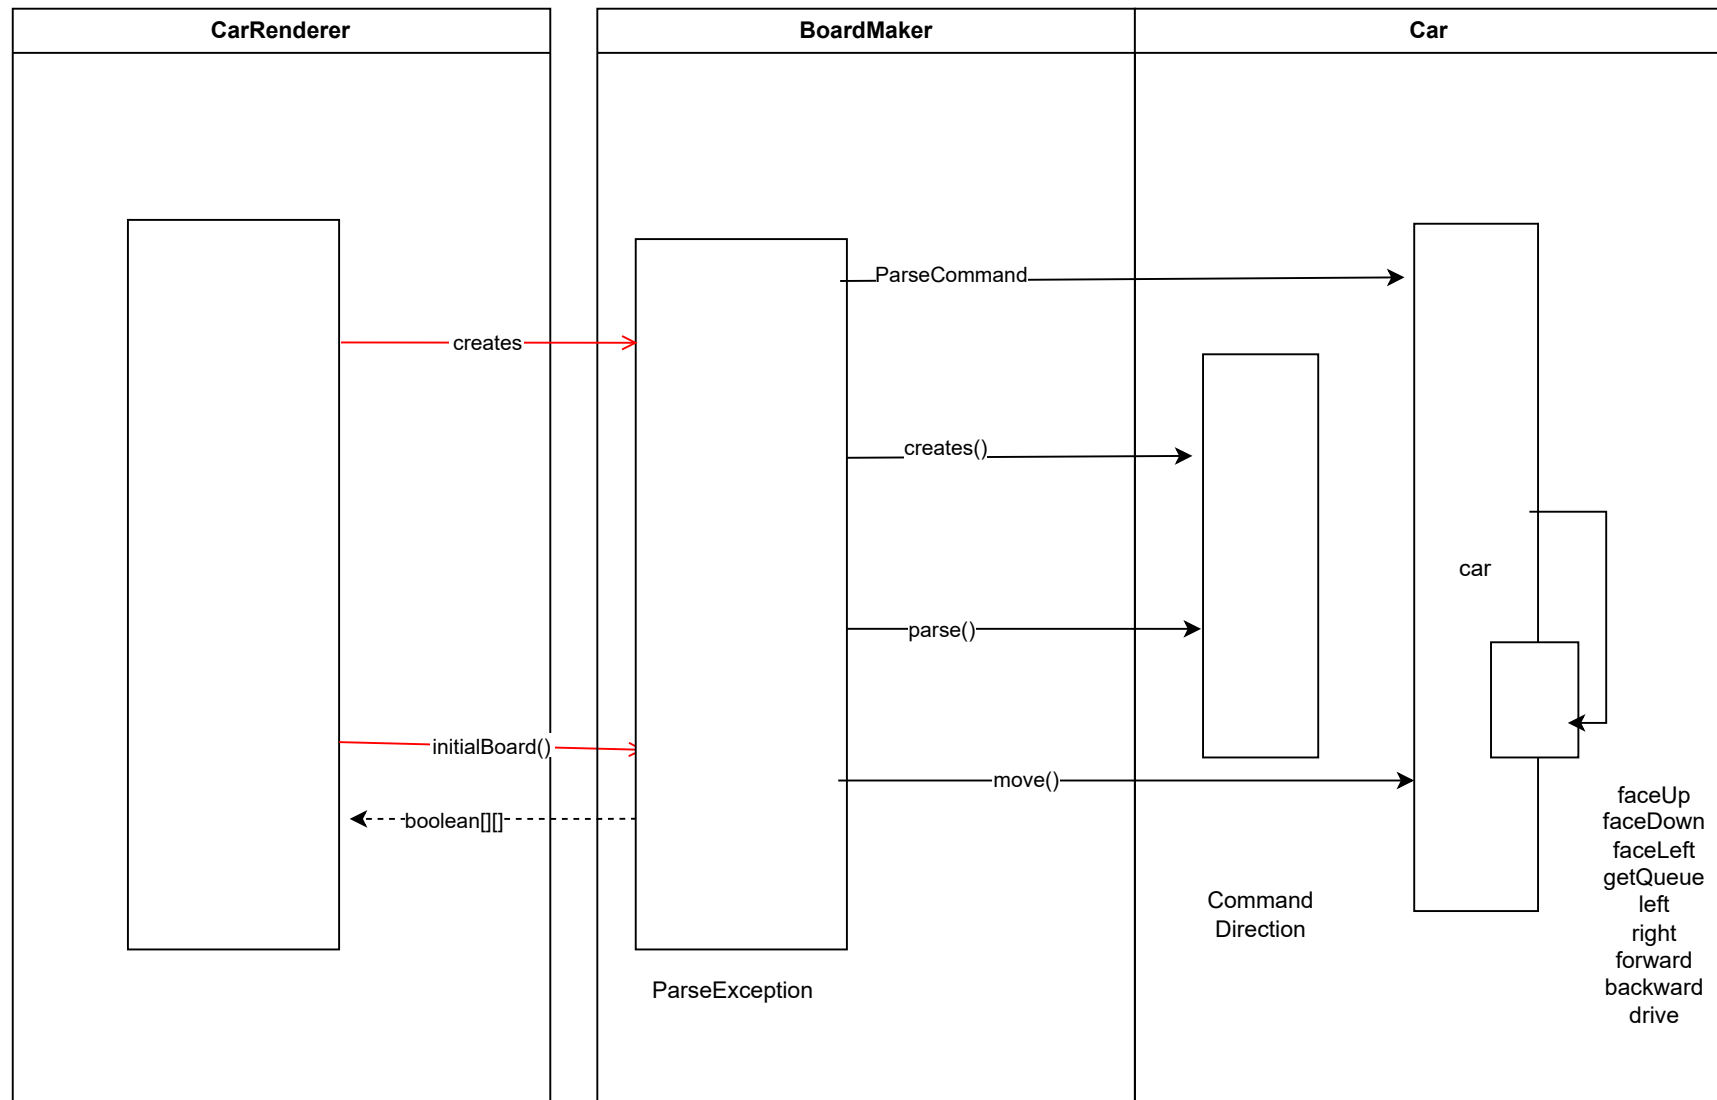 CarRenderer
BoardMaker
Car
ParseCommand
creates
creates()
car
parse()
initialBoard()
move()
boolean[][]
faceUp
faceDown
faceLeft
getQueue
left
right
forward
backward
drive
Command
Direction
ParseException